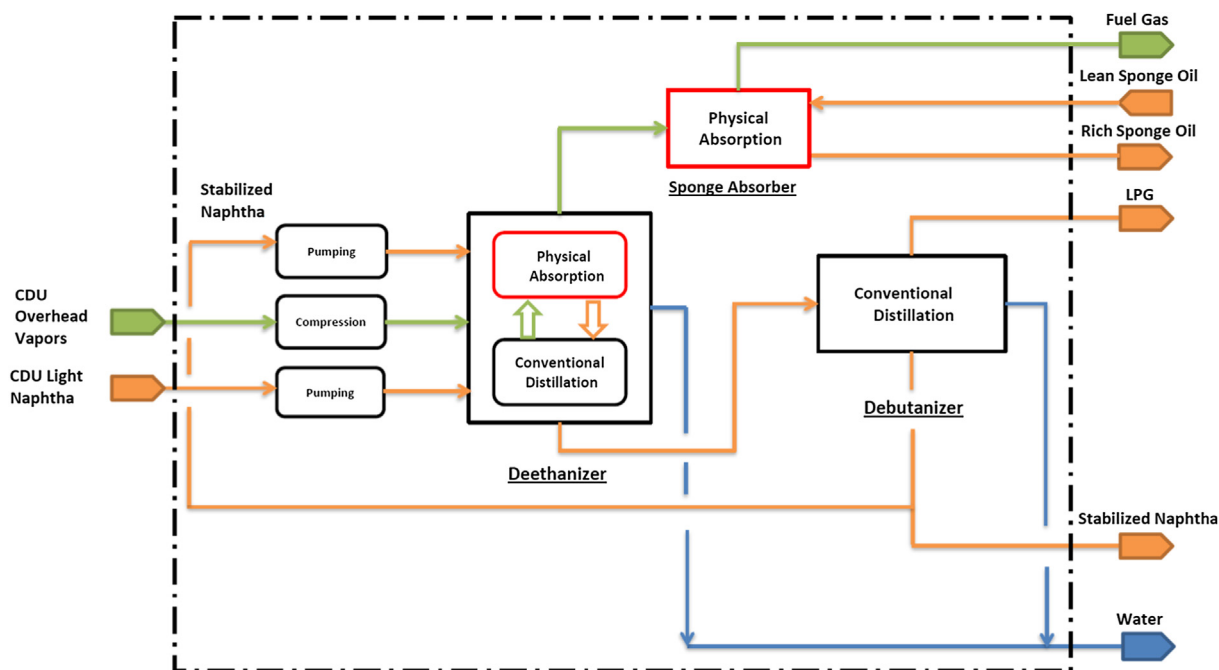 Fuel Gas
Lean Sponge Oil
Physical
Absorption
Rich Sponge Oil
Sponge Absorber
Stabilized
Naphtha
LPG
Pumping
Physical
Absorption
CDU
Overhead
Vapors
Compression
Conventional
Distillation
CDU Light
Naphtha
Pumping
Conventional
Distillation
Debutanizer
Deethanizer
Stabilized Naphtha
Water